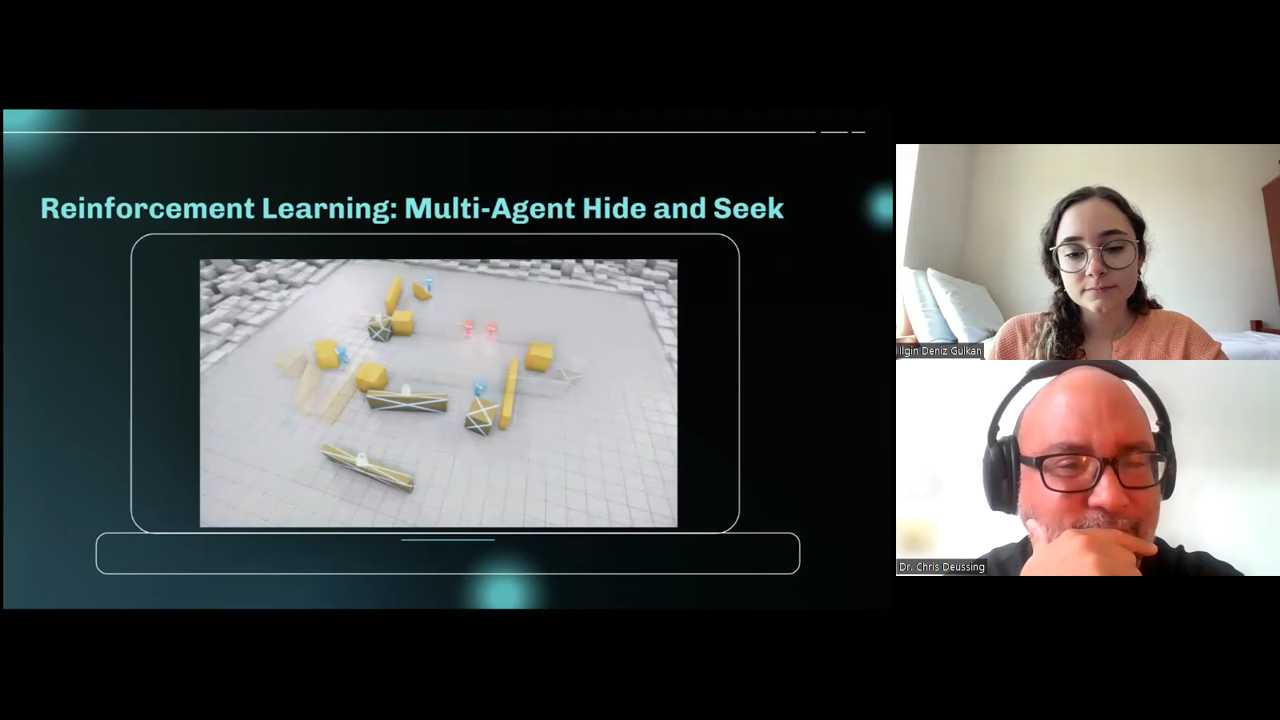 Reinforcement Learning: Multi-Agent Hide and Seek
Ilgin Deniz Gulkan
Dr. Chris Deussing